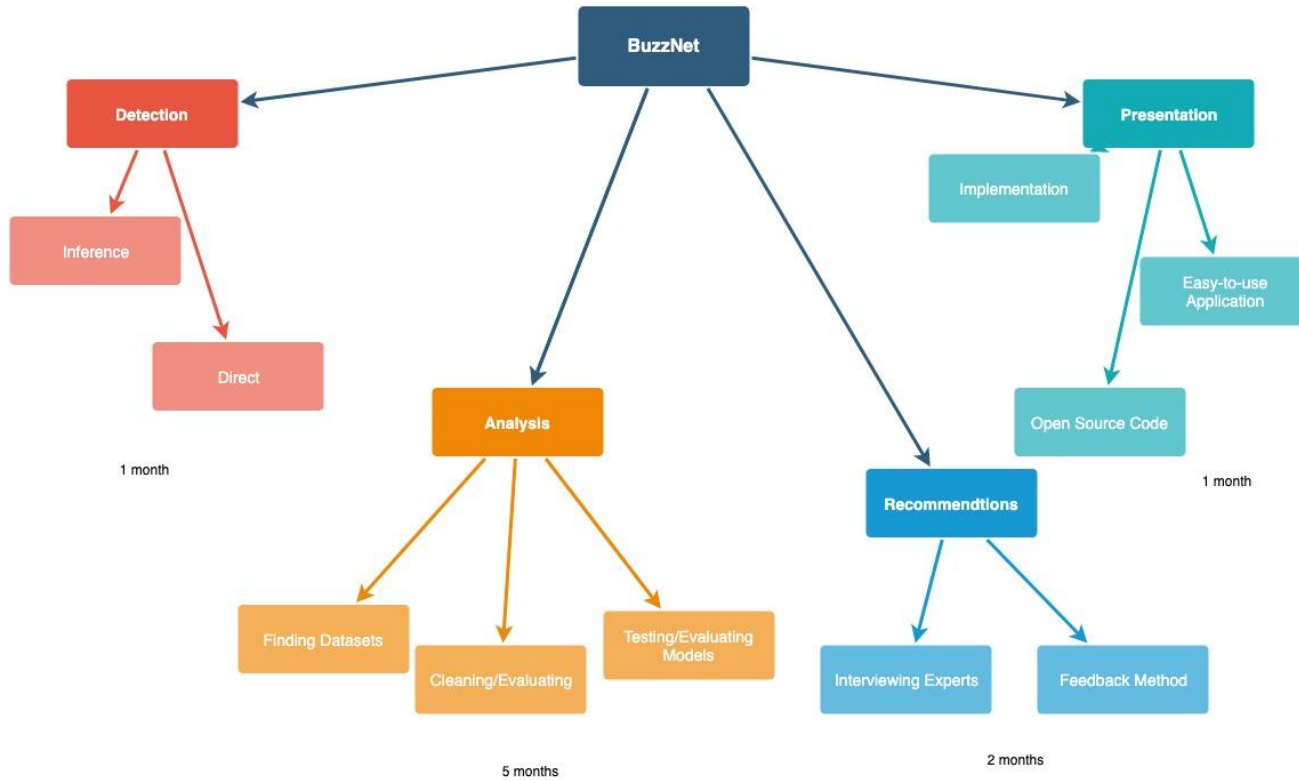 BuzzNet
Detection
Presentation
Implementation
Inference
Easy-to-use
Application
Direct
Analysis
Open Source Code
1 month
1 month
Recommendtions
Finding Datasets
Testing/Evaluating
Models
Cleaning/Evaluating
Interviewing Experts
Feedback Method
5 months
2 months